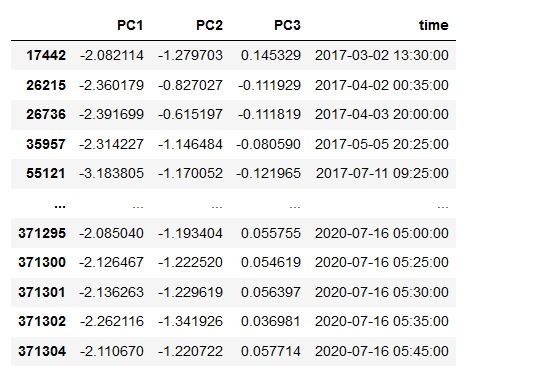 PC1 PC2 PC3 time
17442 -2.082114 -1.279703 0.145329 2017-03-02 13:30:00
26215 -2.360179 -0.827027 -0.111929 2017-04-02 00:35:00
26736 -2.391699 -0.615197 -0.111819 2017-04-03 20:00:00
35957 -2.314227 -1.146484 -0.080590 2017-05-05 20:25:00
55121 -3.183805 -1.170052 -0.121965 2017-07-11 09:25:00
... ... ... ... ...
371295 -2.085040 -1.193404 0.055755 2020-07-16 05:00:00
371300 -2.126467 -1.222520 0.054619 2020-07-16 05:25:00
371301 -2.136263 -1.229619 0.056397 2020-07-16 05:30:00
371302 -2.262116 -1.341926 0.036981 2020-07-16 05:35:00
371304 -2.110670 -1.220722 0.057714 2020-07-16 05:45:00